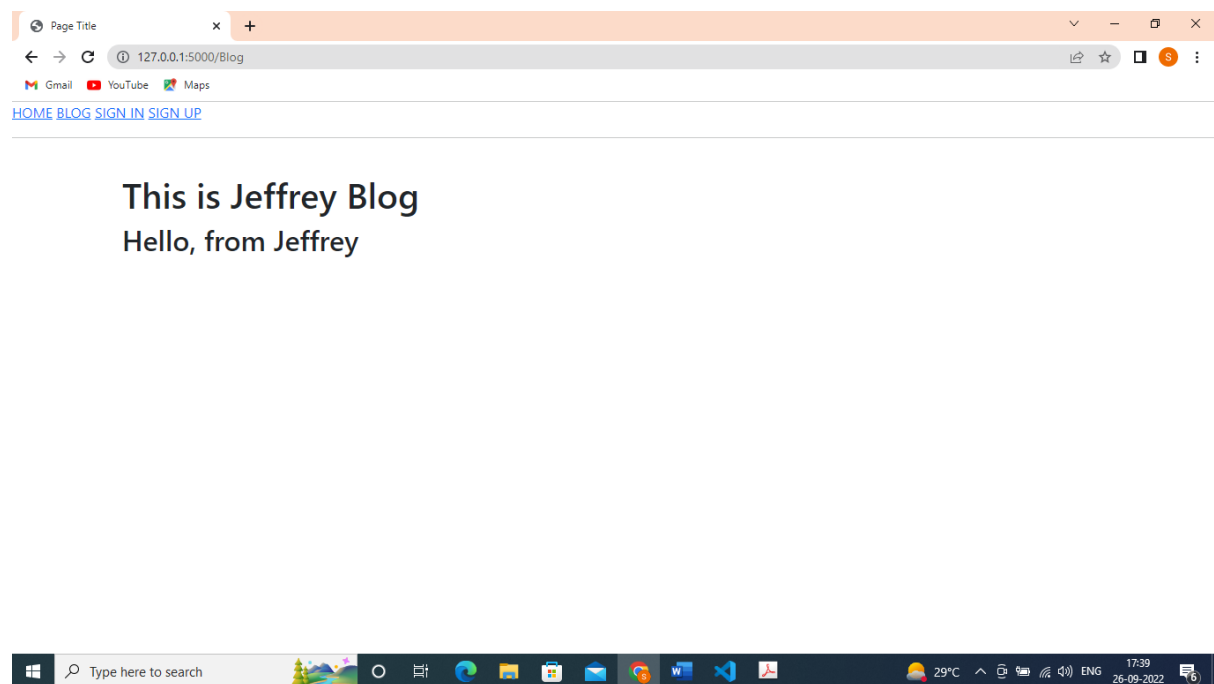 Page Title
127.0.0.1:5000/Blog
S
Gmail YouTube Maps
HOME BLOG SIGN IN SIGN UP
This is Jeffrey Blog
Hello, from Jeffrey
Type here to search
29°C ENG 17:39
26-09-2022 6